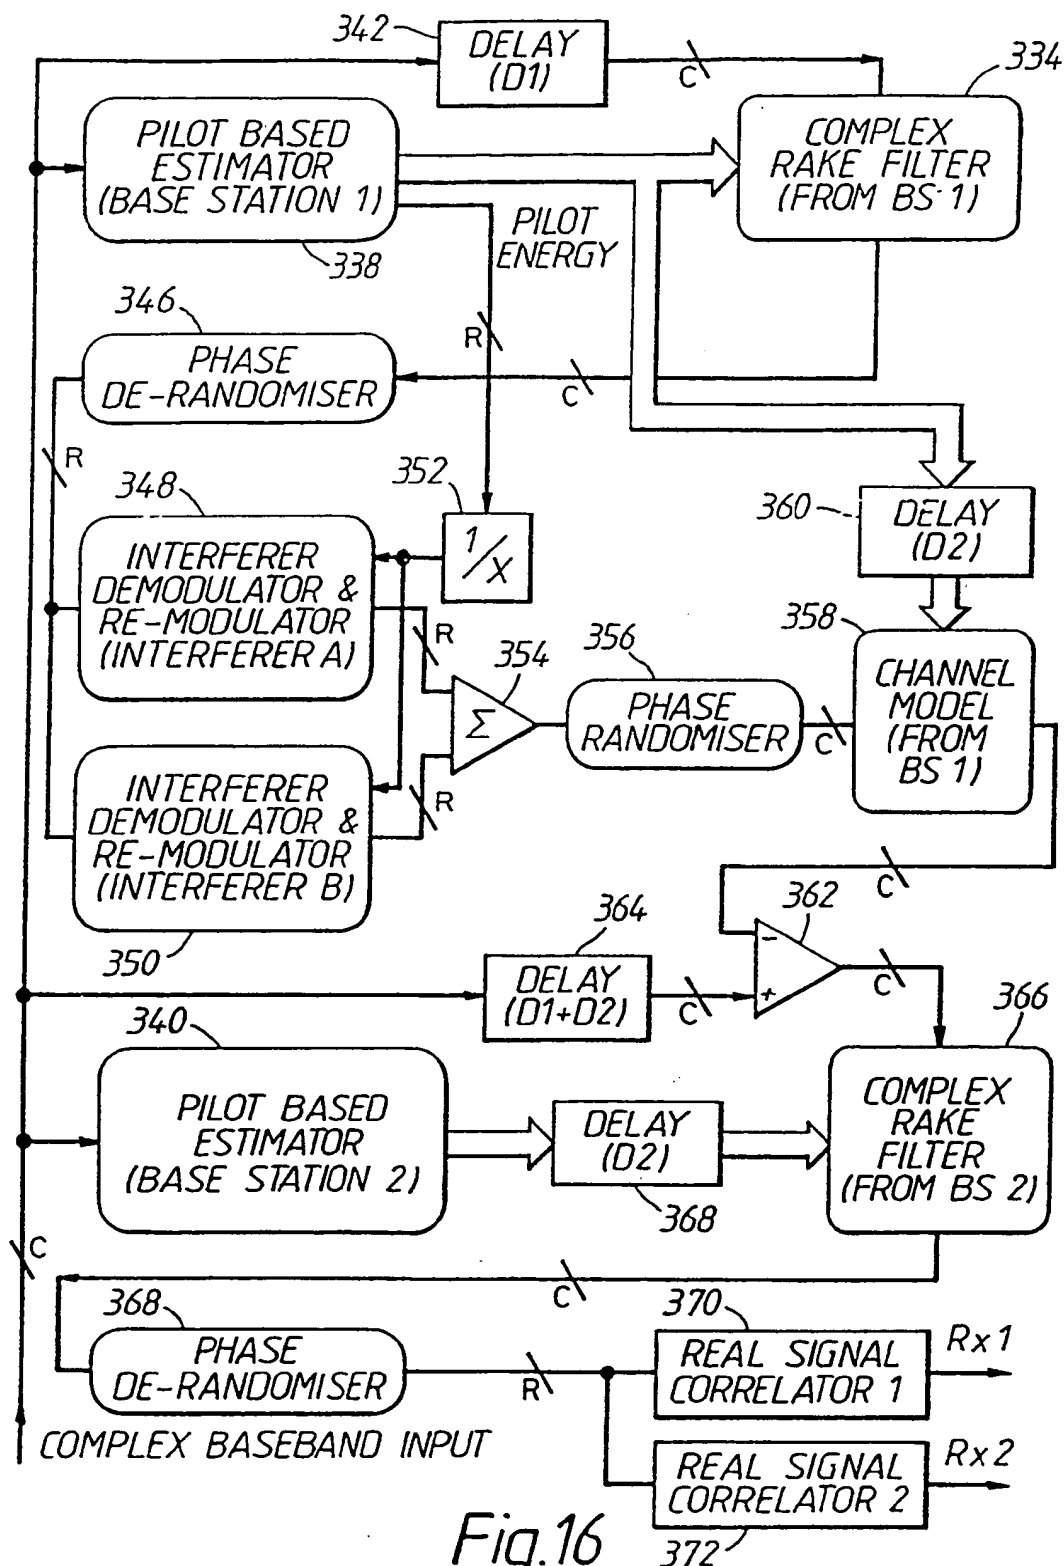 342
DELAY
(D1)
C
334
PILOT BASED
ESTIMATOR
(BASE STATION 1)
338
COMPLEX
RAKE FILTER
(FROM BS 1)
PILOT
ENERGY
346
R
PHASE
DE-RANDOMISER
C
R
348
352
360
DELAY
(D2)
INTERFERER
DEMODULATOR &
RE-MODULATOR
(INTERFERER A)
1/X
R
354
356
358
Σ
PHASE
RANDOMISER
C
CHANNEL
MODEL
(FROM
BS 1)
INTERFERER
DEMODULATOR &
RE-MODULATOR
(INTERFERER B)
R
350
C
364
362
DELAY
(D1+D2)
C
-
+
C
366
340
PILOT BASED
ESTIMATOR
(BASE STATION 2)
374
DELAY
(D2)
368
COMPLEX
RAKE
FILTER
(FROM BS 2)
C
C
368
PHASE
DE-RANDOMISER
R
370
REAL SIGNAL
CORRELATOR 1
Rx1
COMPLEX BASEBAND INPUT
REAL SIGNAL
CORRELATOR 2
Rx2
372
Fig.16